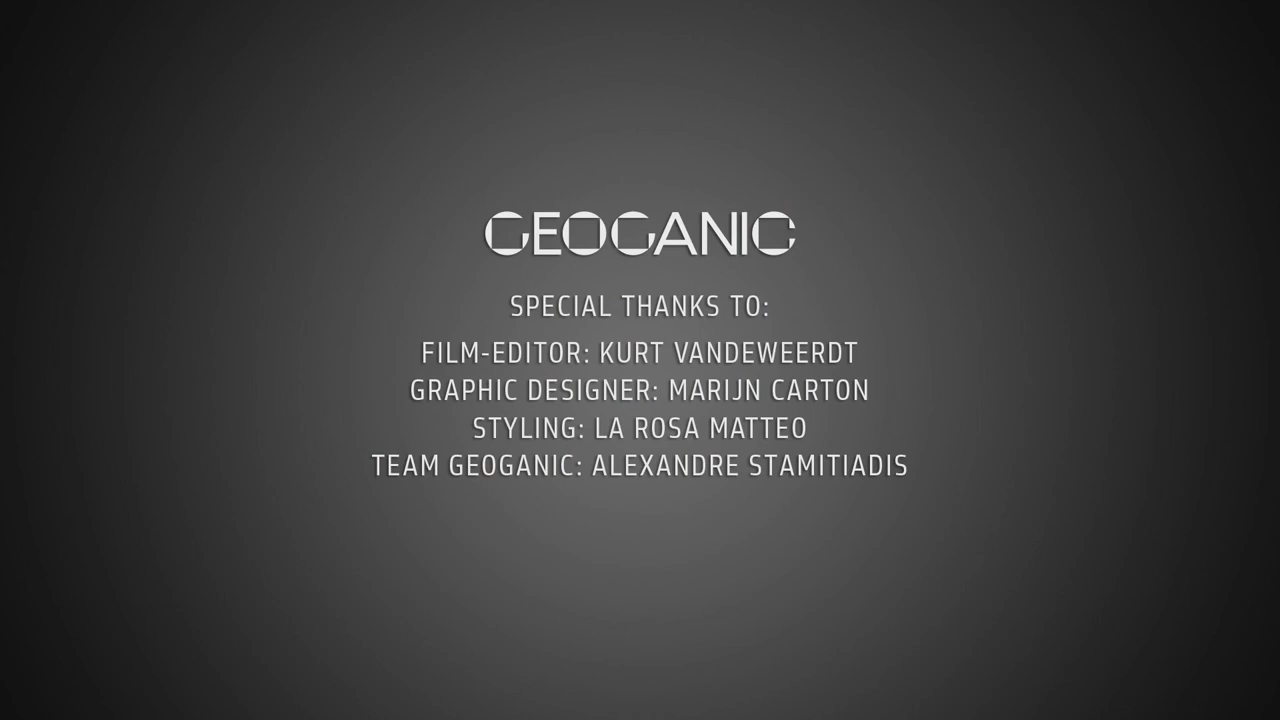 GEOGANIC
SPECIAL THANKS TO:
FILM-EDITOR: KURT VANDEWEERDT
GRAPHIC DESIGNER: MARIJN CARTON
STYLING: LA ROSA MATTEO
TEAM GEOGANIC: ALEXANDRE STAMITIADIS